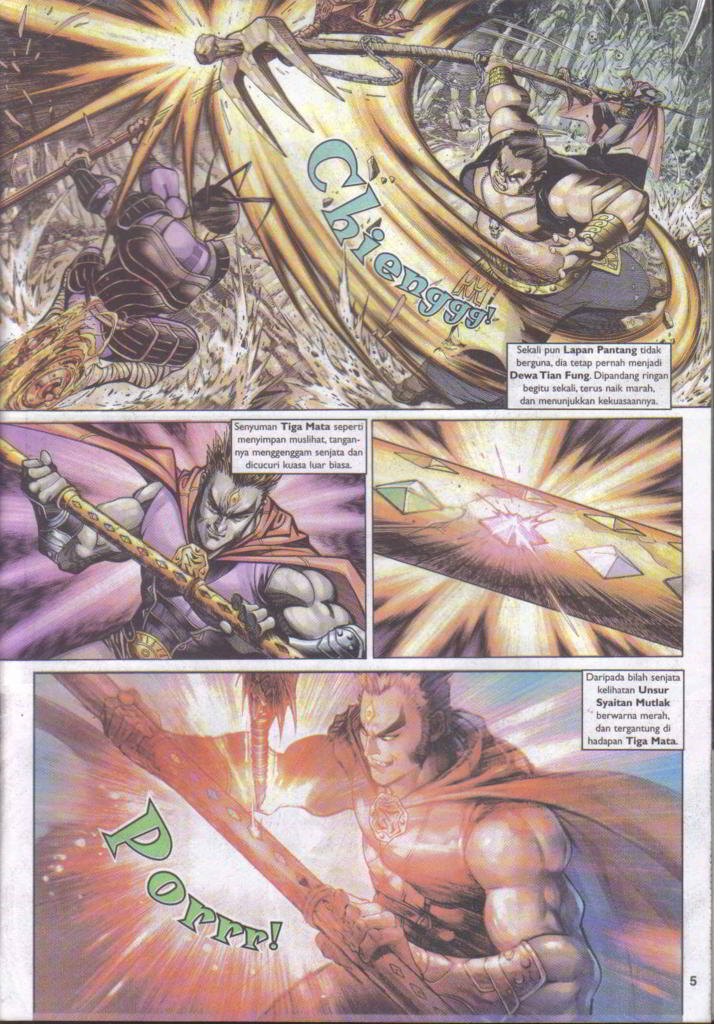 Chienggg!
Sekali pun Lapan Pantang tidak
berguna, dia tetap pernah menjadi
Dewa Tian Fung. Dipandang ringan
begitu sekali, terus naik marah,
dan menunjukkan kekuasaannya.
Senyuman Tiga Mata seperti
menyimpan muslihat, tangan-
nya menggenggam senjata dan
dicucuri kuasa luar biasa.
Daripada bilah senjata
kelihatan Unsur
Syaitan Mutlak
berwarna merah,
dan tergantung di
hadapan Tiga Mata.
Porrr!
5